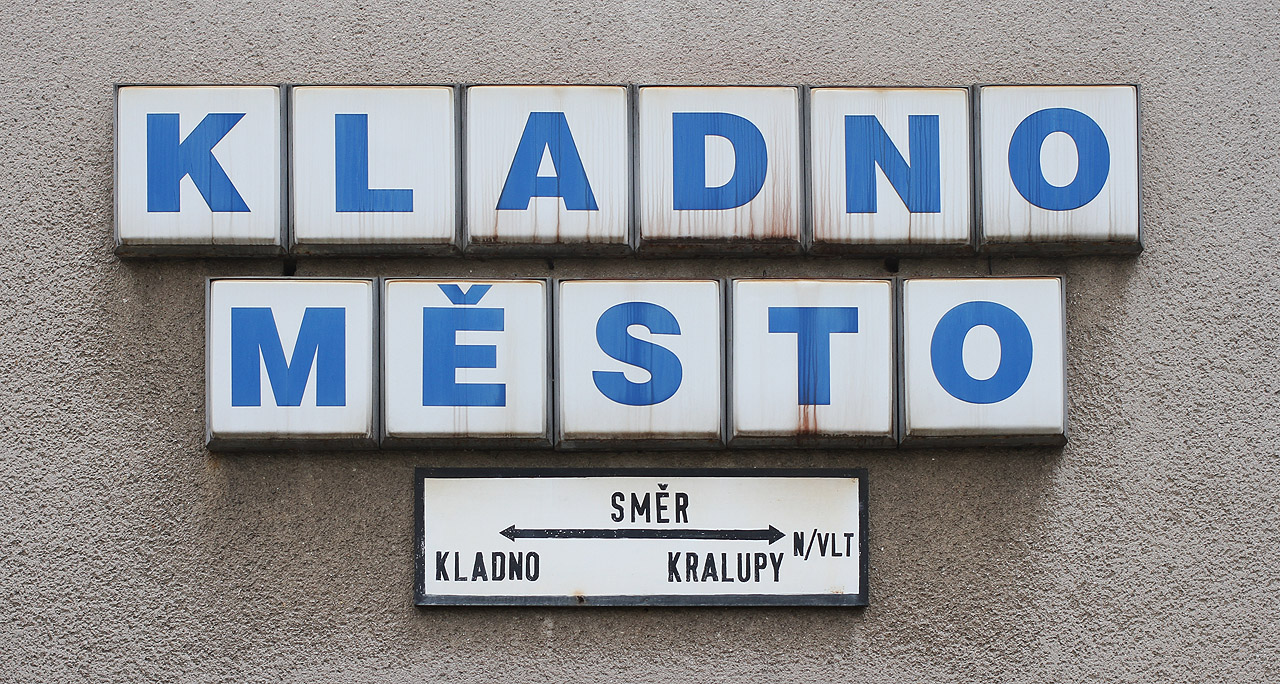 KLADNO
MĚSTO
SMĚR
KLADNO KRALUPY N/VLT